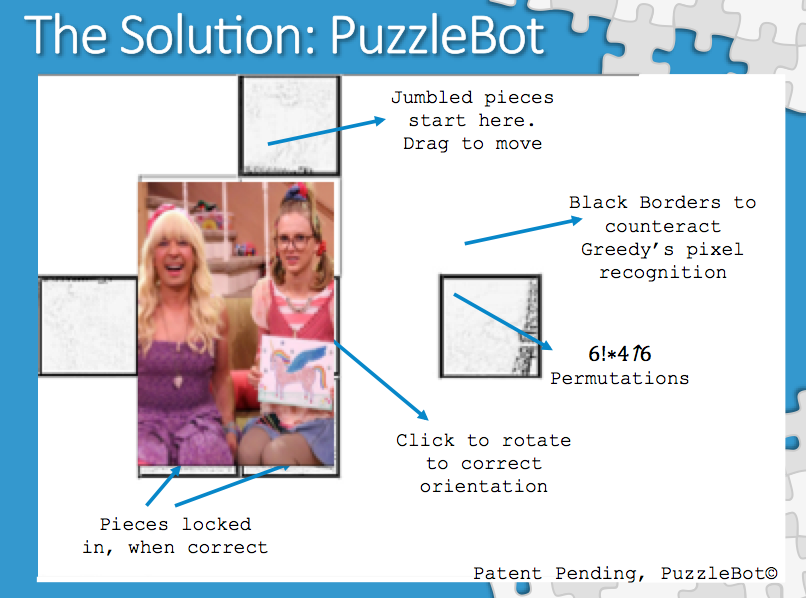 The Solution: PuzzleBot
Jumbled pieces
start here.
Drag to move
Black Borders to
counteract
Greedy's pixel
recognition
6!*4↑6
Permutations
Click to rotate
to correct
orientation
Pieces locked
in, when correct
Patent Pending, PuzzleBot©